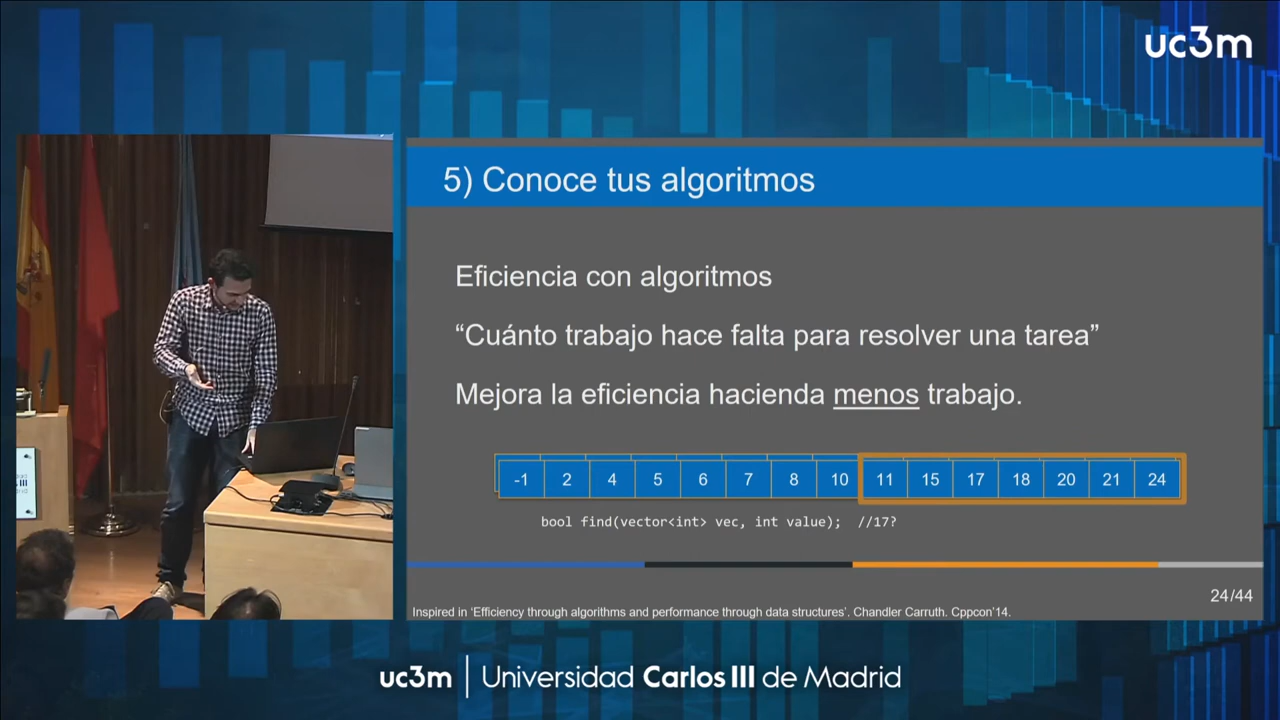 uc3m
5) Conoce tus algoritmos
Eficiencia con algoritmos
“Cuánto trabajo hace falta para resolver una tarea”
Mejora la eficiencia hacienda menos trabajo.
-1 2 4 5 6 7 8 10 11 15 17 18 20 21 24
bool find(vector<int> vec, int value); //17?
24/44
Inspired in ‘Efficiency through algorithms and performance through data structures’. Chandler Carruth. Cppcon’14.
uc3m | Universidad Carlos III de Madrid